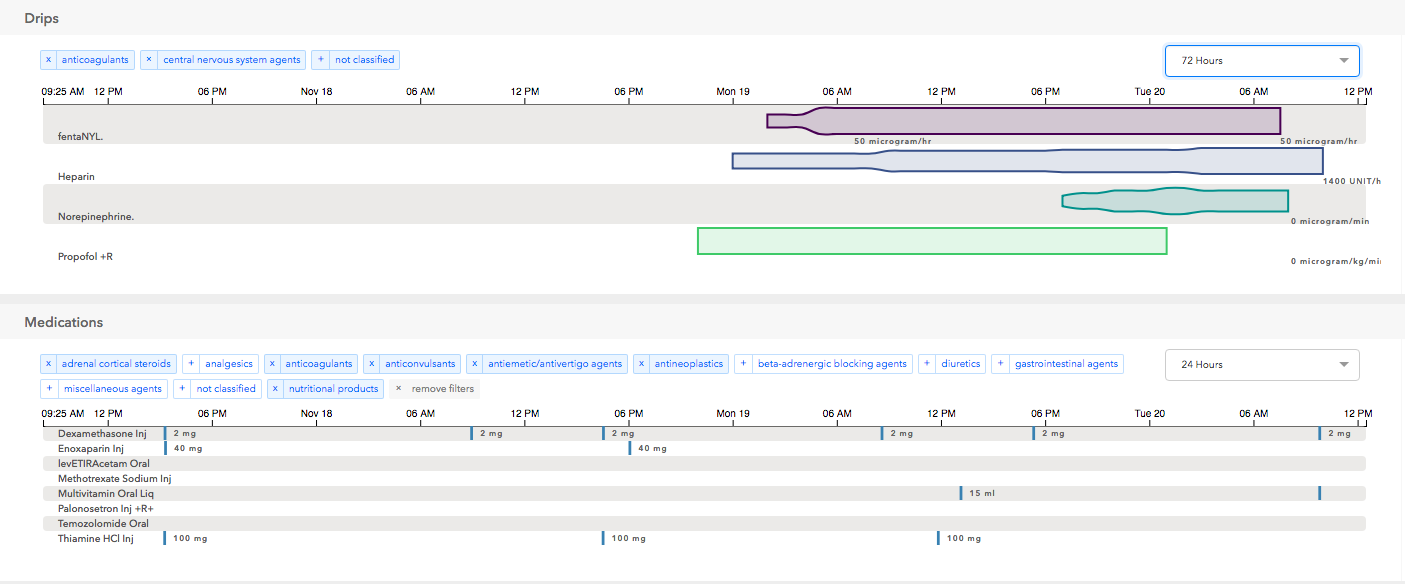 Drips
x anticoagulants × central nervous system agents + not classified 72 Hours
09:25 AM 12 PM 06 PM Nov 18 06 AM 12 PM 06 PM Mon 19 06 AM 12 PM 06 PM Tue 20 06 AM 12 PM
fentaNYL. 50 microgram/hr 50 microgram/hr
Heparin 1400 UNIT/h
Norepinephrine. 0 microgram/min
Propofol +R 0 microgram/kg/mi
Medications
x adrenal cortical steroids + analgesics x anticoagulants x anticonvulsants x antiemetic/antivertigo agents x antineoplastics + beta-adrenergic blocking agents + diuretics + gastrointestinal agents 24 Hours
+ miscellaneous agents + not classified x nutritional products × remove filters
09:25 AM 12 PM 06 PM Nov 18 06 AM 12 PM 06 PM Mon 19 06 AM 12 PM 06 PM Tue 20 06 AM 12 PM
Dexamethasone Inj 2 mg 2 mg 2 mg 2 mg 2 mg 2 mg
Enoxaparin Inj 40 mg 40 mg
levETIRAcetam Oral
Methotrexate Sodium Inj
Multivitamin Oral Liq 15 ml
Palonosetron Inj +R+
Temozolomide Oral
Thiamine HCl Inj 100 mg 100 mg 100 mg